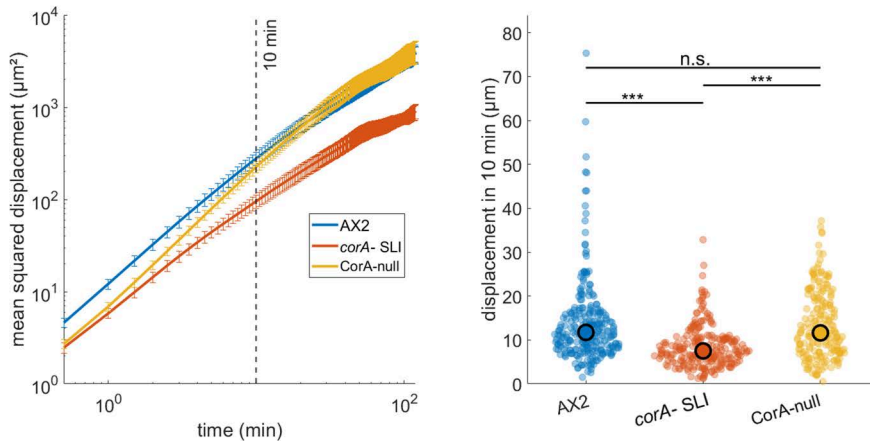 mean squared displacement (µm²)
10⁴
10³
10²
10¹
10⁰
10 min
AX2
corA- SLI
CorA-null
10⁰
10¹
10²
time (min)
displacement in 10 min (µm)
80
70
60
50
40
30
20
10
0
n.s.
***
***
AX2
corA- SLI
CorA-null